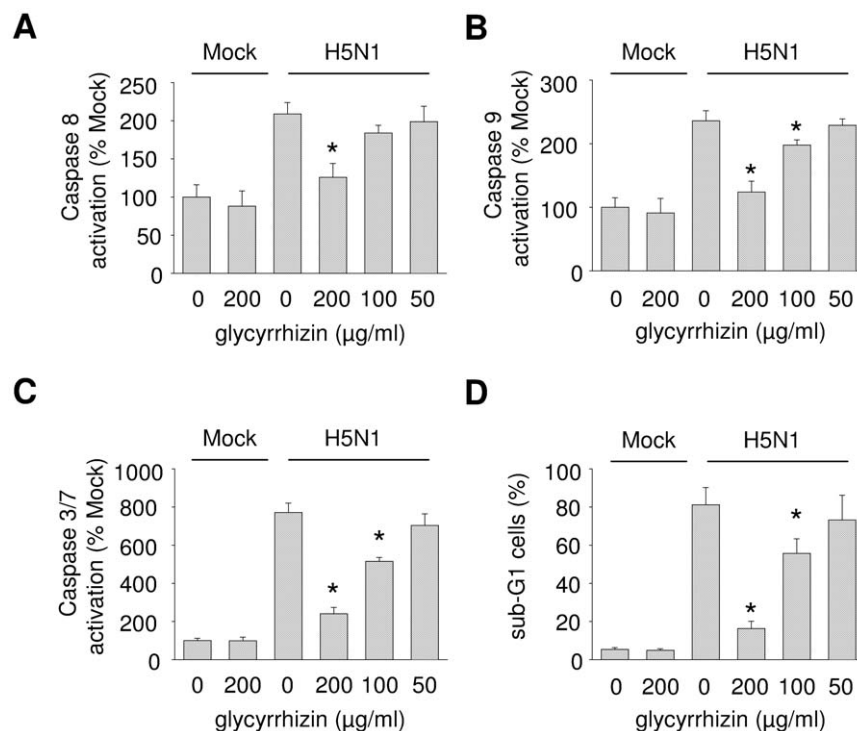 A
Mock H5N1
Caspase 8
activation (% Mock)
250
200
150
100
50
0
0 200 0 200 100 50
* 
glycyrrhizin (µg/ml)
B
Mock H5N1
Caspase 9
activation (% Mock)
300
200
100
0
* *
0 200 0 200 100 50
glycyrrhizin (µg/ml)
C
Mock H5N1
Caspase 3/7
activation (% Mock)
1000
800
600
400
200
0
* *
0 200 0 200 100 50
glycyrrhizin (µg/ml)
D
Mock H5N1
sub-G1 cells (%)
100
80
60
40
20
0
* *
0 200 0 200 100 50
glycyrrhizin (µg/ml)